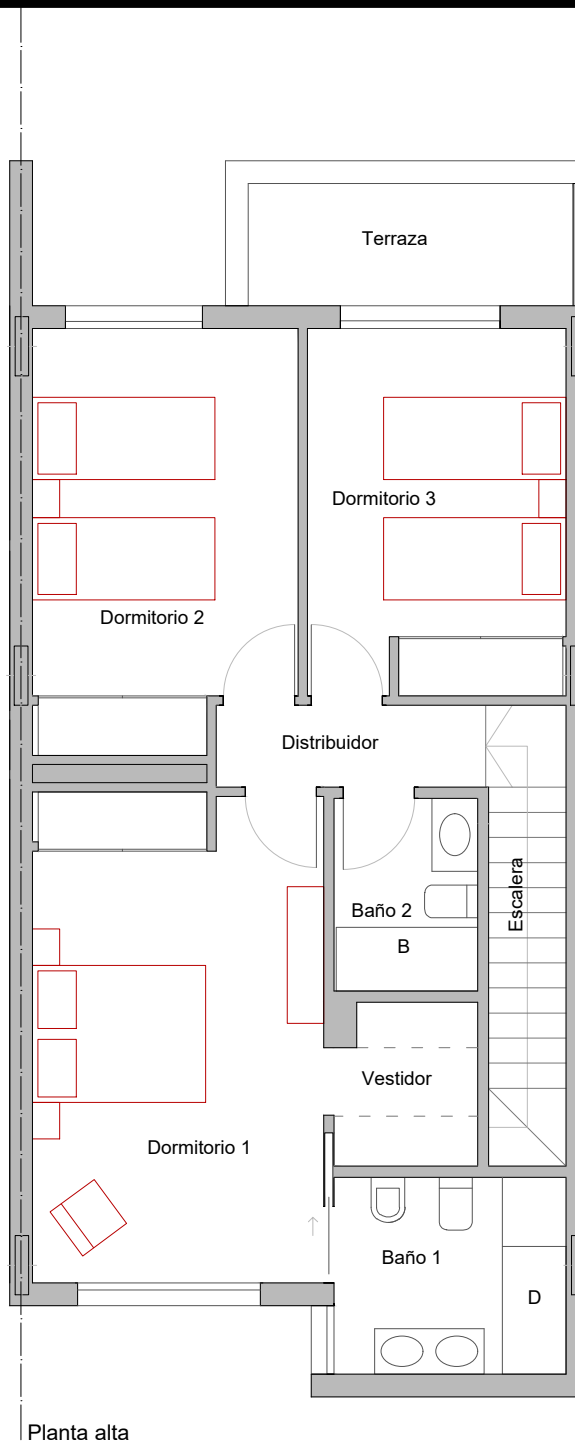 Terraza
Dormitorio 3
Dormitorio 2
Distribuidor
Escalera
Baño 2
B
Vestidor
Dormitorio 1
Baño 1
D
Planta alta